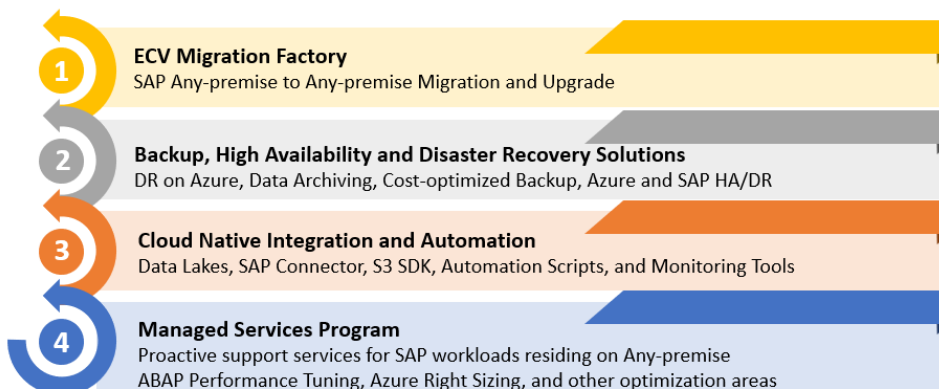 1
ECV Migration Factory
SAP Any-premise to Any-premise Migration and Upgrade
2
Backup, High Availability and Disaster Recovery Solutions
DR on Azure, Data Archiving, Cost-optimized Backup, Azure and SAP HA/DR
3
Cloud Native Integration and Automation
Data Lakes, SAP Connector, S3 SDK, Automation Scripts, and Monitoring Tools
4
Managed Services Program
Proactive support services for SAP workloads residing on Any-premise
ABAP Performance Tuning, Azure Right Sizing, and other optimization areas